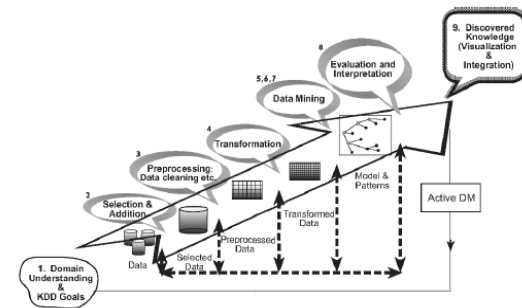 9. Discovered
Knowledge
(Visualization
&
Integration)
8
Evaluation and
Interpretation
5,6,7
Data Mining
4
Transformation
3
Preprocessing:
Data cleaning etc.
2
Selection &
Addition
Model &
Patterns
Active DM
Transformed
Data
Preprocessed
Data
Selected
Data
Data
1. Domain
Understanding
&
KDD Goals